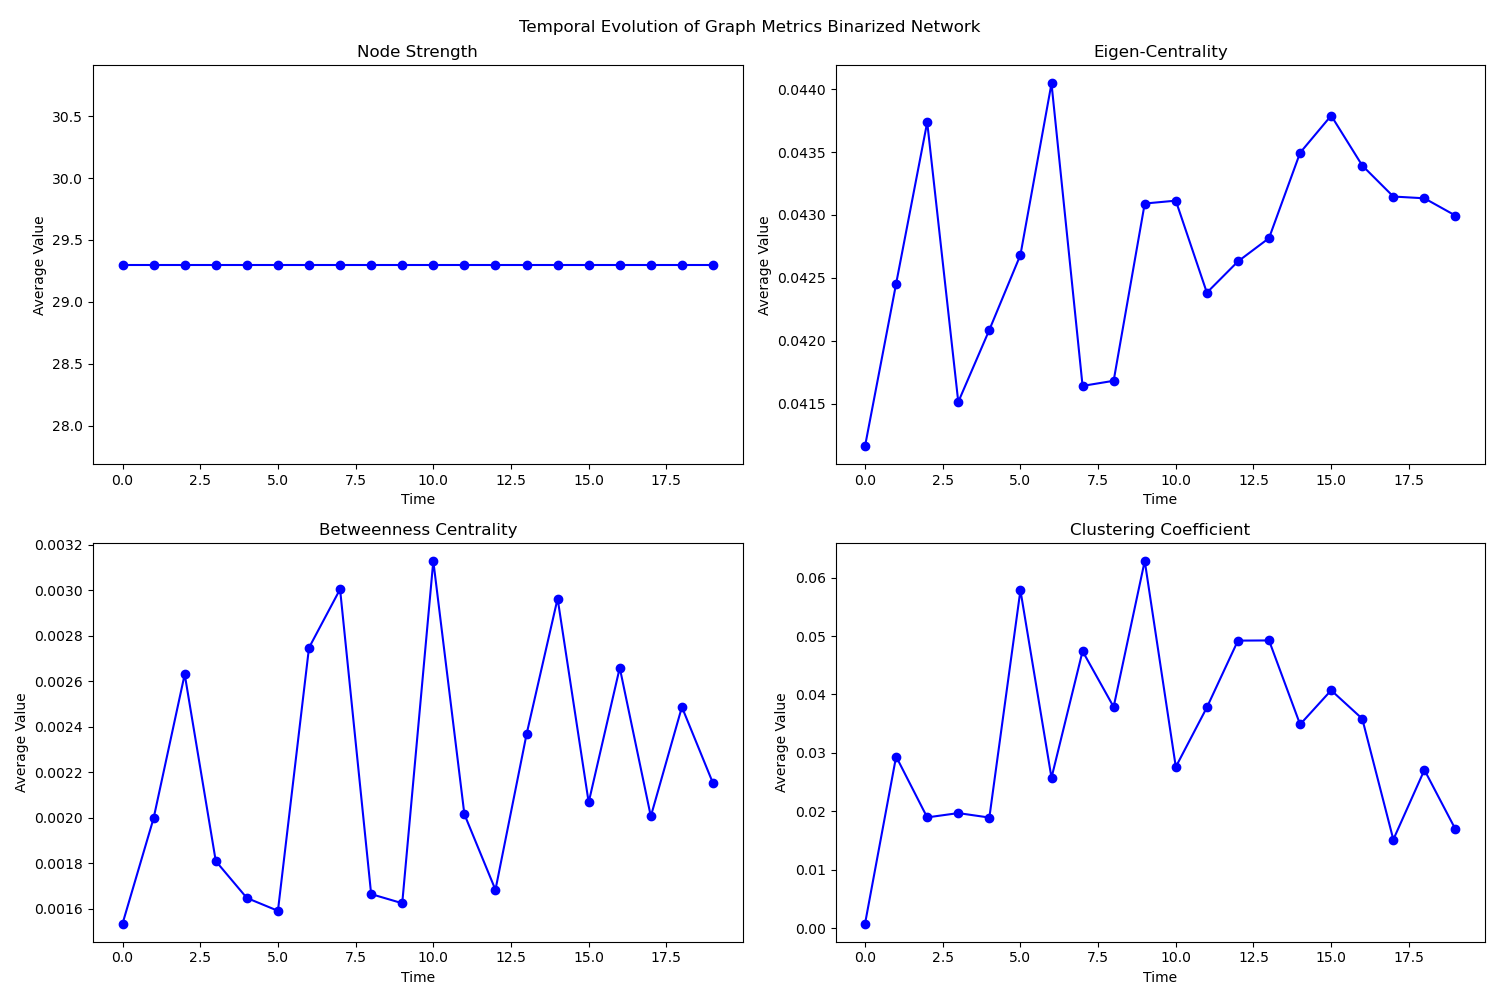 Temporal Evolution of Graph Metrics Binarized Network
Node Strength
30.5
30.0
29.5
29.0
28.5
28.0
Average Value
0.0 2.5 5.0 7.5 10.0 12.5 15.0 17.5
Time
Eigen-Centrality
0.0440
0.0435
0.0430
0.0425
0.0420
0.0415
Average Value
0.0 2.5 5.0 7.5 10.0 12.5 15.0 17.5
Time
Betweenness Centrality
0.0032
0.0030
0.0028
0.0026
0.0024
0.0022
0.0020
0.0018
0.0016
Average Value
0.0 2.5 5.0 7.5 10.0 12.5 15.0 17.5
Time
Clustering Coefficient
0.06
0.05
0.04
0.03
0.02
0.01
0.00
Average Value
0.0 2.5 5.0 7.5 10.0 12.5 15.0 17.5
Time